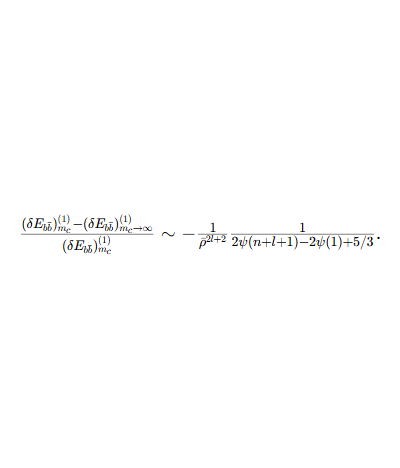 \frac{(\delta E_{b\bar{b}})^{(1)}_{m_c} - (\delta E_{b\bar{b}})^{(1)}_{m_c \to \infty}}{(\delta E_{b\bar{b}})^{(1)}_{m_c}} \sim -\frac{1}{\bar{\rho}^{2l+2}} \frac{1}{2\psi(n+l+1)-2\psi(1)+5/3}.